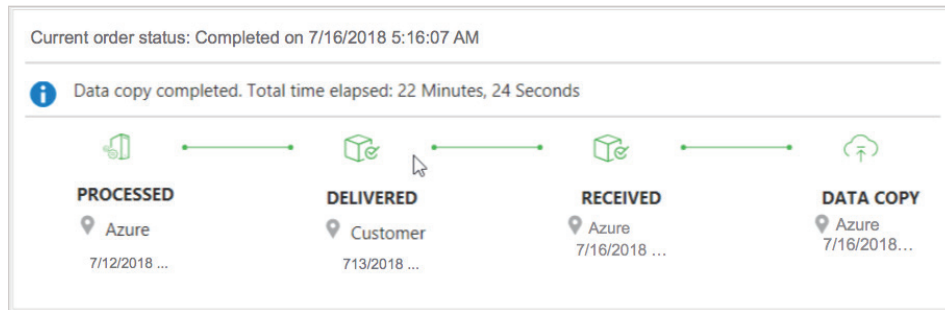 Current order status: Completed on 7/16/2018 5:16:07 AM
Data copy completed. Total time elapsed: 22 Minutes, 24 Seconds
PROCESSED
Azure
7/12/2018 ...
DELIVERED
Customer
713/2018 ...
RECEIVED
Azure
7/16/2018 ...
DATA COPY
Azure
7/16/2018...